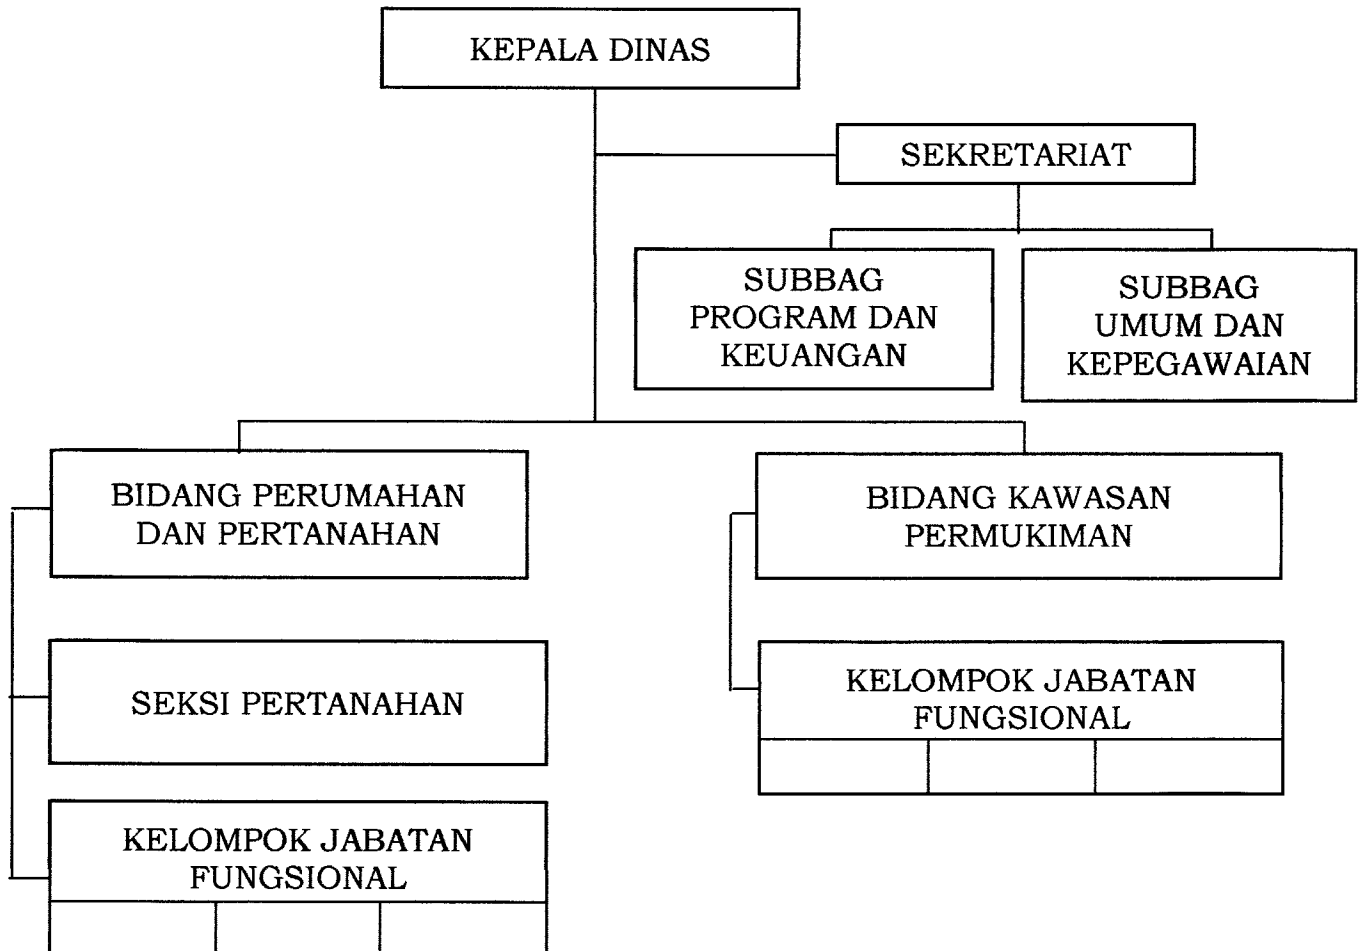 KEPALA DINAS
SEKRETARIAT
SUBBAG
PROGRAM DAN
KEUANGAN
SUBBAG
UMUM DAN
KEPEGAWAIAN
BIDANG PERUMAHAN
DAN PERTANAHAN
BIDANG KAWASAN
PERMUKIMAN
SEKSI PERTANAHAN
KELOMPOK JABATAN
FUNGSIONAL
KELOMPOK JABATAN
FUNGSIONAL